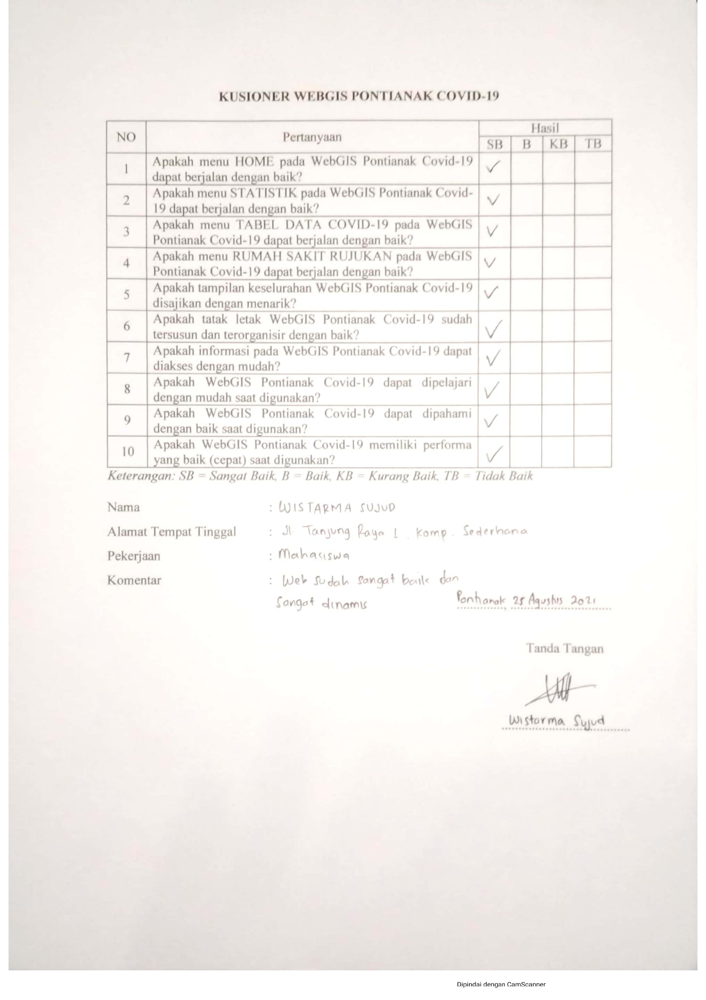 KUSIONER WEBGIS PONTIANAK COVID-19
NO Pertanyaan Hasil
SB B KB TB
1 Apakah menu HOME pada WebGIS Pontianak Covid-19 ✓
dapat berjalan dengan baik?
2 Apakah menu STATISTIK pada WebGIS Pontianak Covid- ✓
19 dapat berjalan dengan baik?
3 Apakah menu TABEL DATA COVID-19 pada WebGIS ✓
Pontianak Covid-19 dapat berjalan dengan baik?
4 Apakah menu RUMAH SAKIT RUJUKAN pada WebGIS ✓
Pontianak Covid-19 dapat berjalan dengan baik?
5 Apakah tampilan keselurahan WebGIS Pontianak Covid-19 ✓
disajikan dengan menarik?
6 Apakah tatak letak WebGIS Pontianak Covid-19 sudah ✓
tersusun dan terorganisir dengan baik?
7 Apakah informasi pada WebGIS Pontianak Covid-19 dapat ✓
diakses dengan mudah?
8 Apakah WebGIS Pontianak Covid-19 dapat dipelajari ✓
dengan mudah saat digunakan?
9 Apakah WebGIS Pontianak Covid-19 dapat dipahami ✓
dengan baik saat digunakan?
10 Apakah WebGIS Pontianak Covid-19 memiliki performa ✓
yang baik (cepat) saat digunakan?
Keterangan: SB = Sangat Baik, B = Baik, KB = Kurang Baik, TB = Tidak Baik
Nama : WISTARMA SUJUD
Alamat Tempat Tinggal : Jl. Tanjung Raya 1, Komp. Sederhana
Pekerjaan : Mahasiswa
Komentar : Web sudah sangat baik dan
sangat dinamis
Pontianak, 25 Agustus 2021
Tanda Tangan
Wistarma Sujud
Dipindai dengan CamScanner